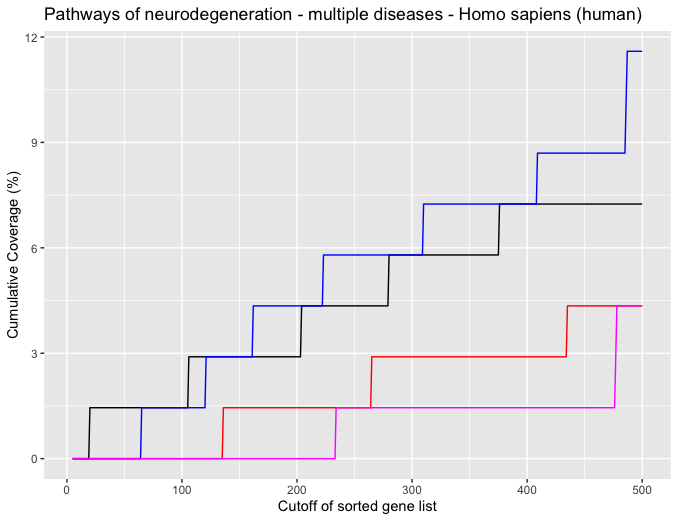 Pathways of neurodegeneration - multiple diseases - Homo sapiens (human)
Cumulative Coverage (%)
12
9
6
3
0
0 100 200 300 400 500
Cutoff of sorted gene list